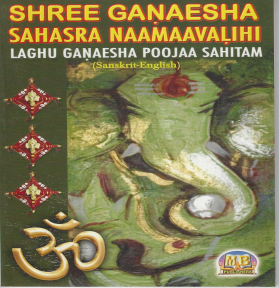 SHREE GANAESHA
SAHASRA NAAMAAVALIHI
LAGHU GANAESHA POOJAA SAHITAM
(Sanskrit-English)
ॐ